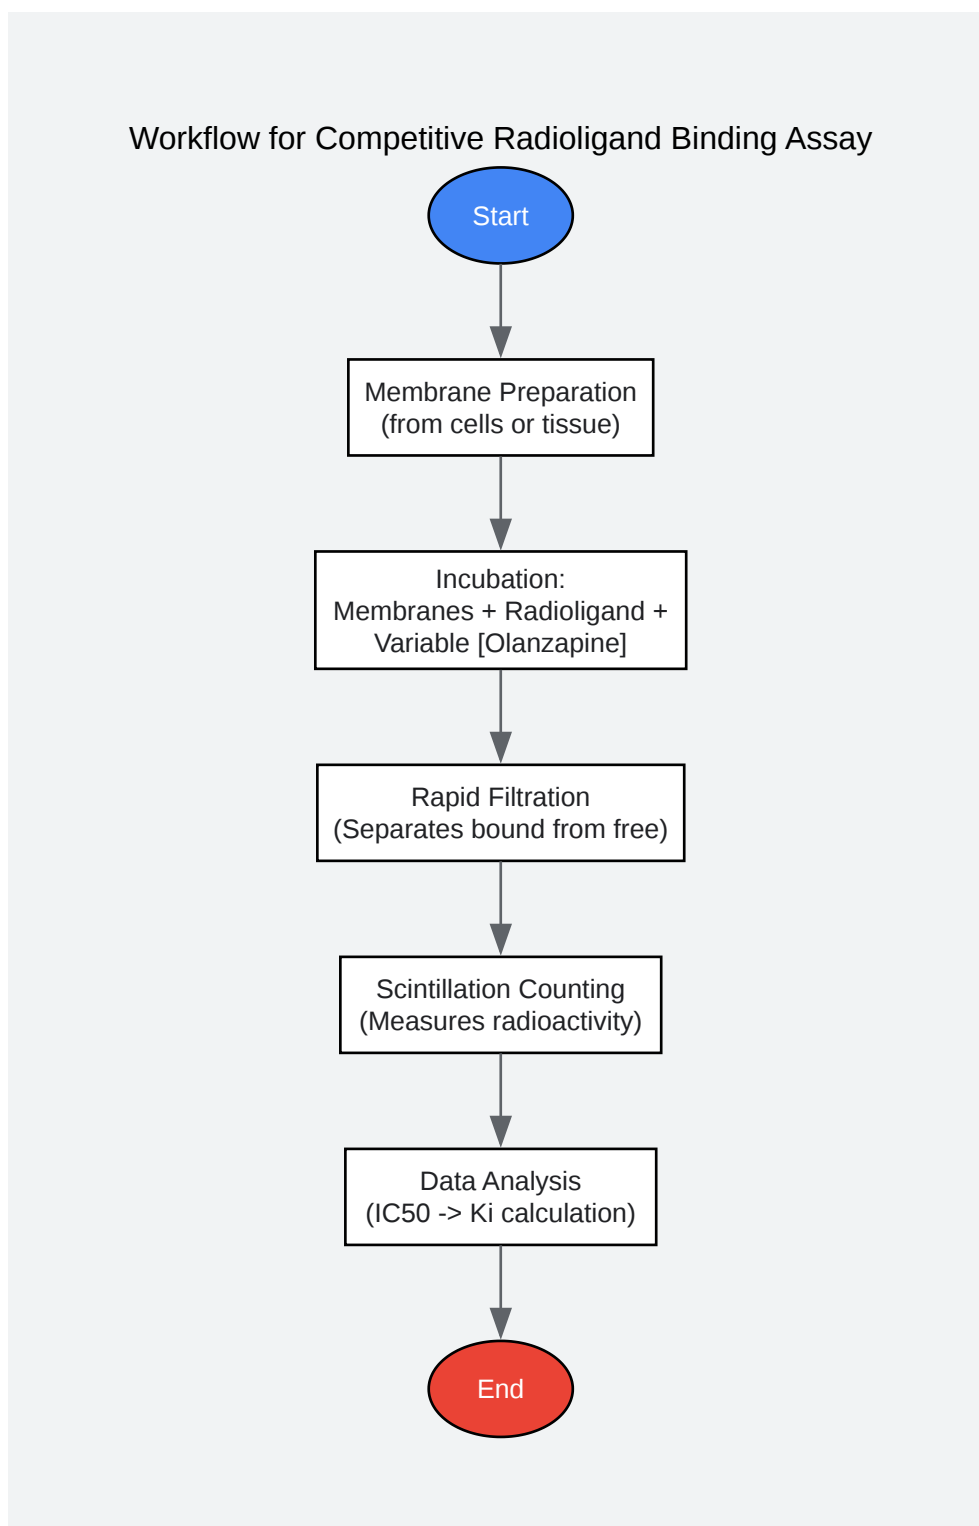 Workflow for Competitive Radioligand Binding Assay
Start
Membrane Preparation
(from cells or tissue)
Incubation:
Membranes + Radioligand +
Variable [Olanzapine]
Rapid Filtration
(Separates bound from free)
Scintillation Counting
(Measures radioactivity)
Data Analysis
(IC50 -> Ki calculation)
End